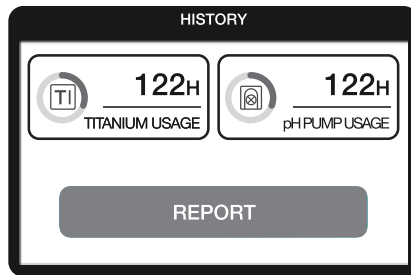 HISTORY
TI
122H
TITANIUM USAGE
122H
pH PUMP USAGE
REPORT